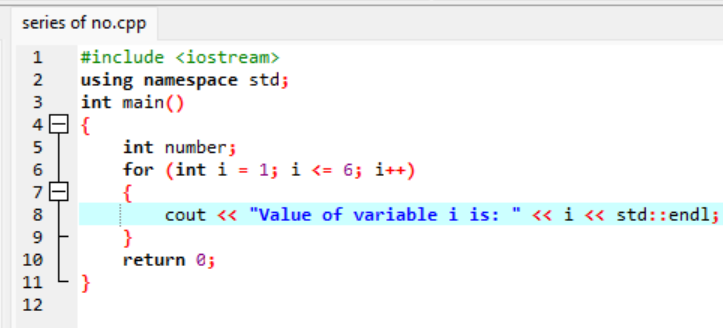 series of no.cpp
1 #include <iostream>
2 using namespace std;
3 int main()
4 {
5 int number;
6 for (int i = 1; i <= 6; i++)
7 {
8 cout << "Value of variable i is: " << i << std::endl;
9 }
10 return 0;
11 }
12